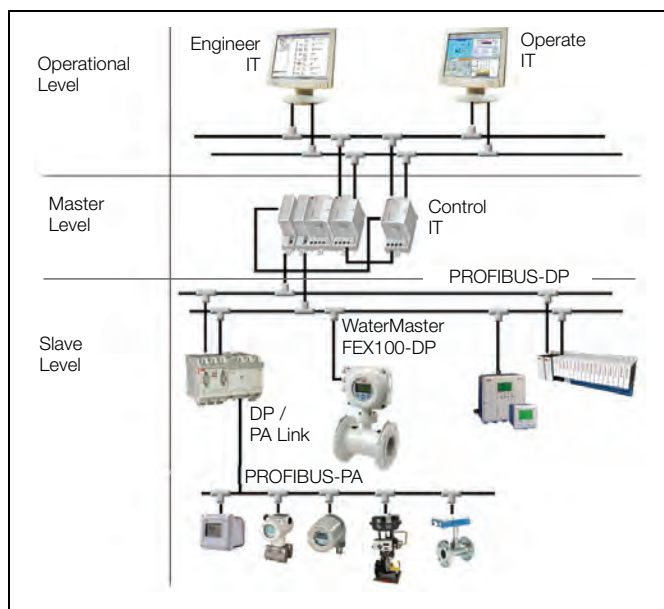 Operational
Level
Engineer
IT
Operate
IT
Master
Level
Control
IT
PROFIBUS-DP
Slave
Level
WaterMaster
FEX100-DP
DP /
PA Link
PROFIBUS-PA